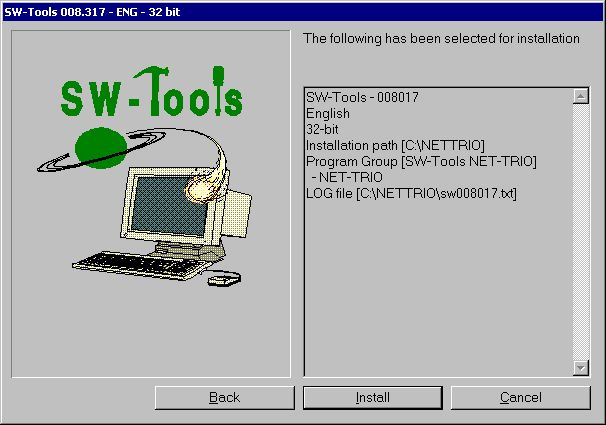 SW-Tools 008.317 - ENG - 32 bit
SW-Tools
The following has been selected for installation
SW-Tools - 008017
English
32-bit
Installation path [C:\NETTRIO]
Program Group [SW-Tools NET-TRIO]
- NET-TRIO
LOG file [C:\NETTRIO\sw008017.txt]
Back
Install
Cancel